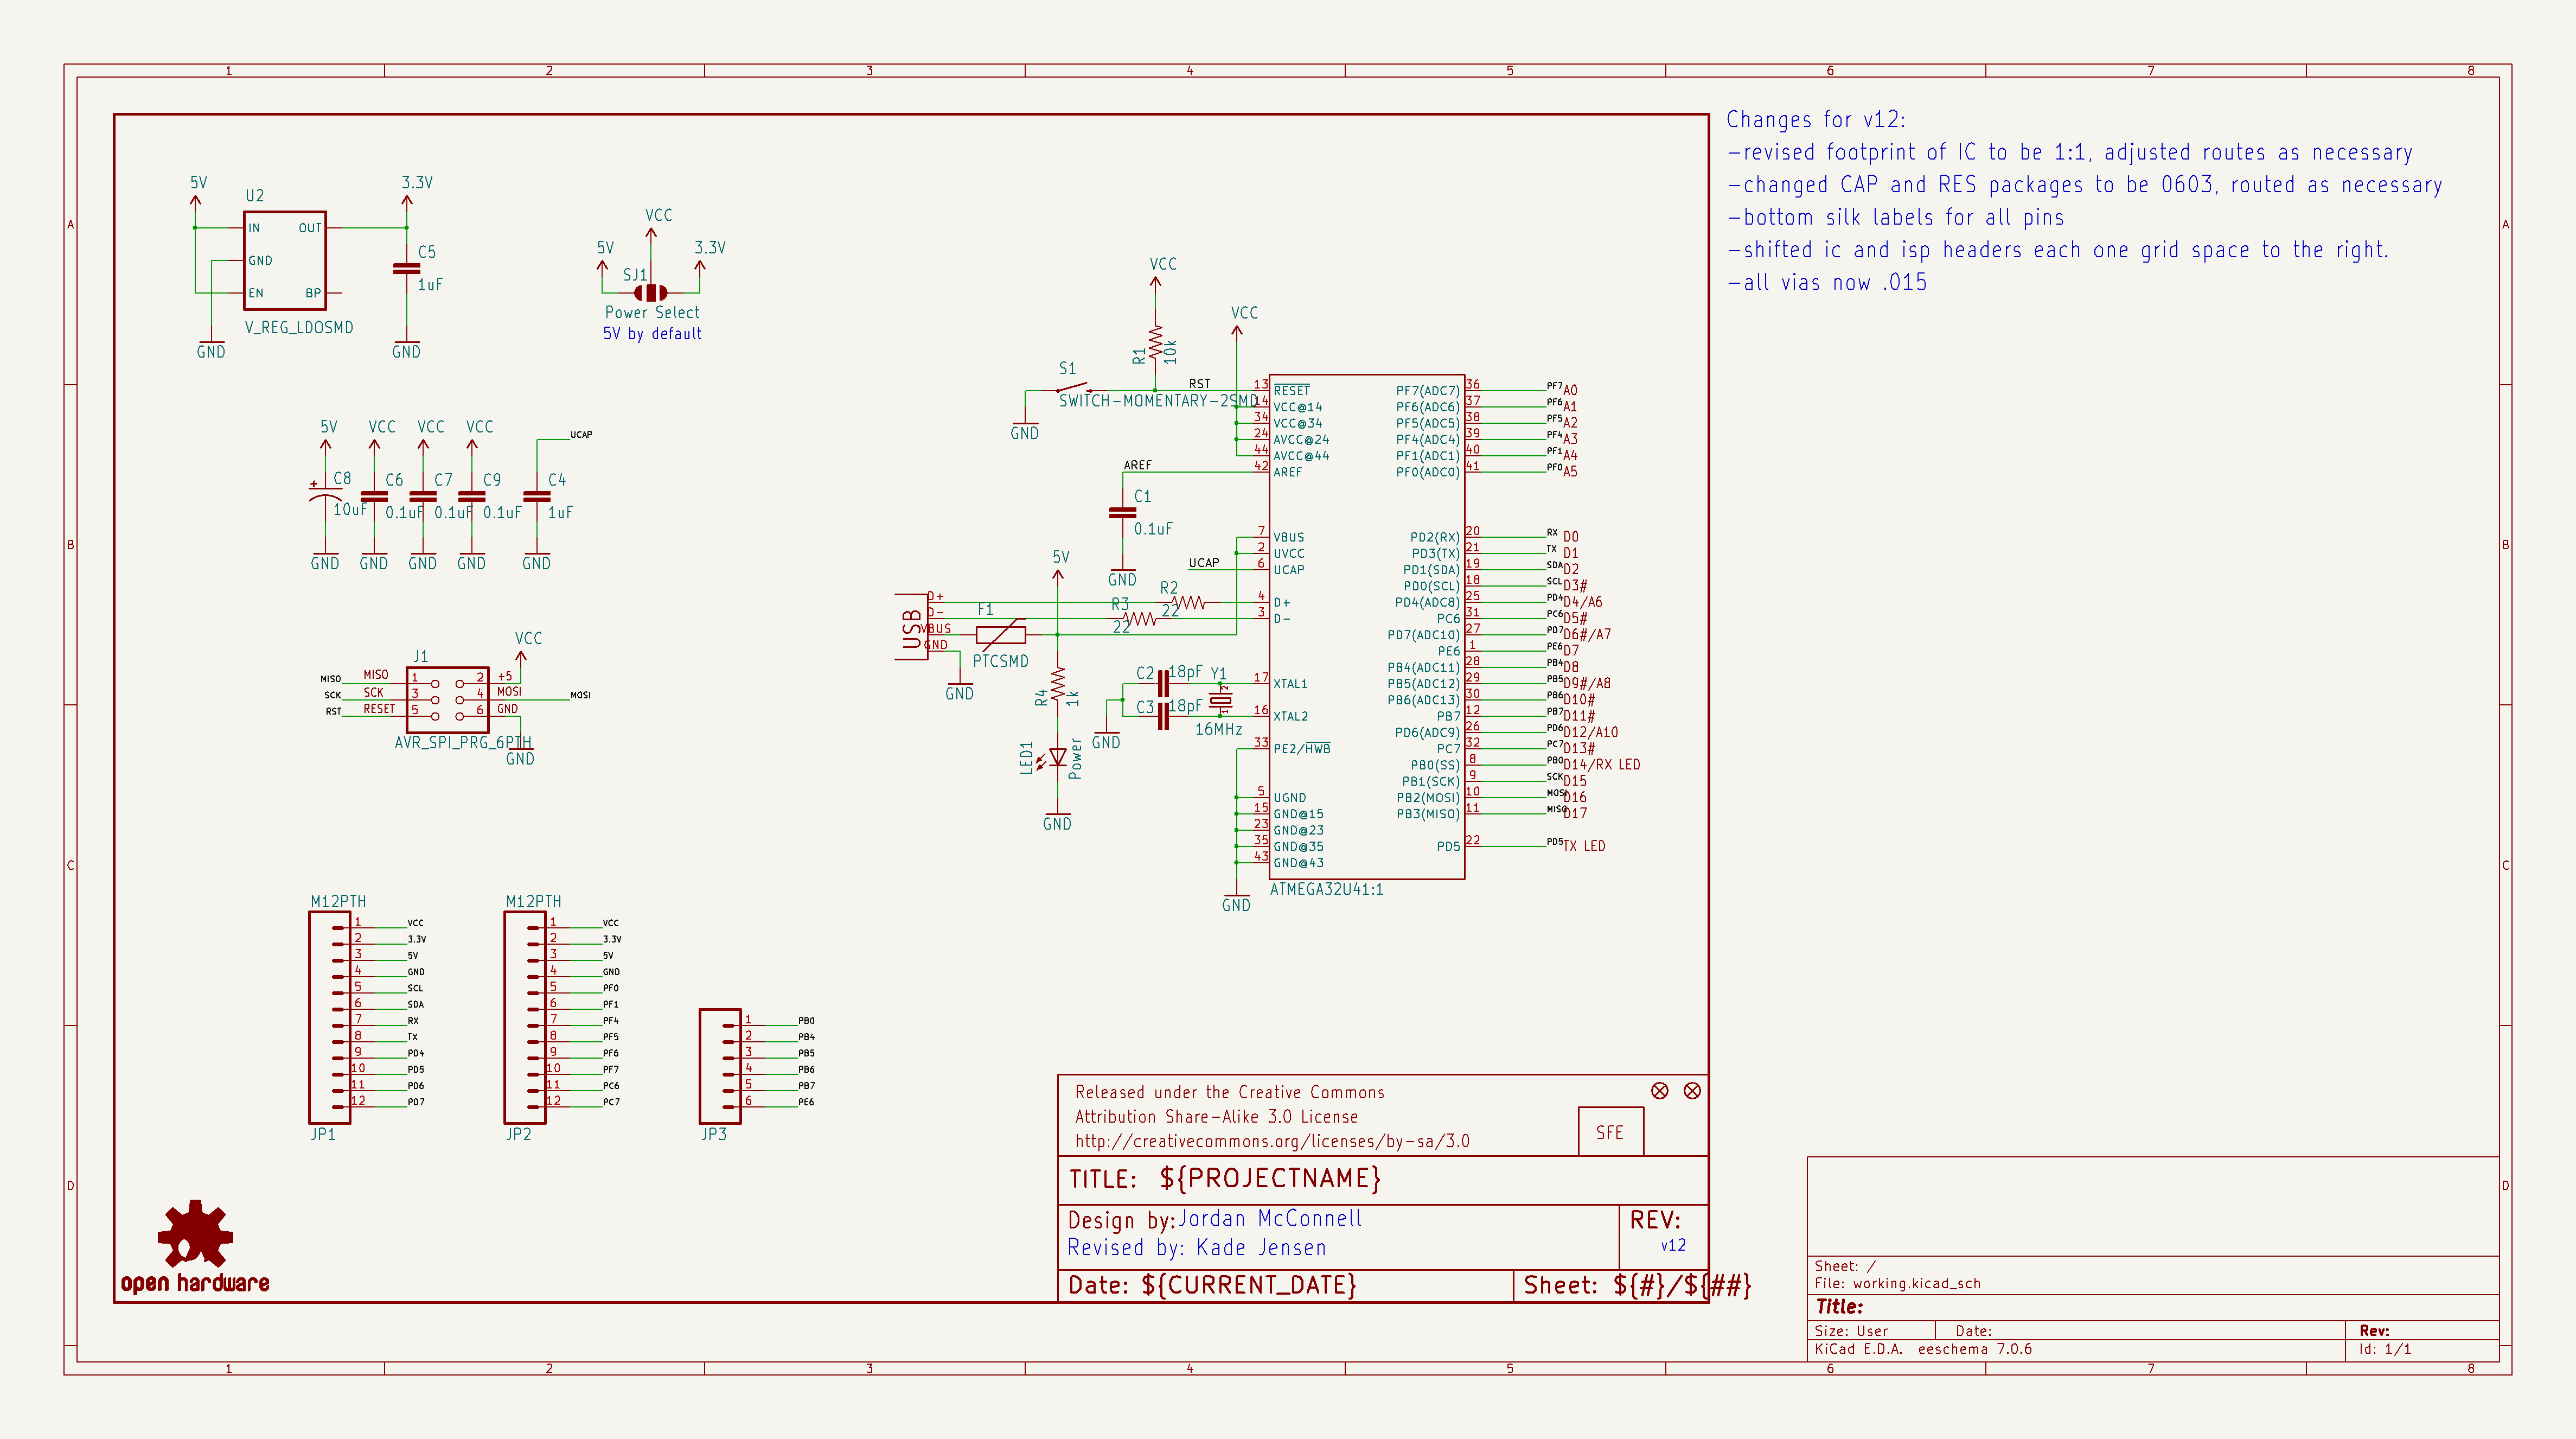 1 2 3 4 5 6 7 8
A A
B B
C C
D D
Changes for v12:
-revised footprint of IC to be 1:1, adjusted routes as necessary
-changed CAP and RES packages to be 0603, routed as necessary
-bottom silk labels for all pins
-shifted ic and isp headers each one grid space to the right.
-all vias now .015
5V U2 3.3V
IN OUT
GND
EN BP
C5
1uF
V_REG_LDOSMD
GND GND
VCC
5V 3.3V
SJ1
Power Select
5V by default
5V VCC VCC VCC UCAP
C8 C6 C7 C9 C4
+
10uF 0.1uF 0.1uF 0.1uF 1uF
GND GND GND GND GND
VCC
J1
MISO MISO 1 2 +5
SCK SCK 3 4 MOSI MOSI
RST RESET 5 6 GND
AVR_SPI_PRG_6PTH
GND
VCC
R1 10k
VCC
S1
RST
SWITCH-MOMENTARY-2SMD
GND
AREF
C1
0.1uF
GND
5V
UCAP
R2
22
R3
22
USB
D+
D-
VBUS
GND
F1
PTCSMD
GND
R4 1k
LED1 Power
GND
C2 18pF Y1
2
1
C3 18pF
16MHz
GND
13 RESET PF7(ADC7) 36 PF7 A0
14 VCC@14 PF6(ADC6) 37 PF6 A1
34 VCC@34 PF5(ADC5) 38 PF5 A2
24 AVCC@24 PF4(ADC4) 39 PF4 A3
44 AVCC@44 PF1(ADC1) 40 PF1 A4
42 AREF PF0(ADC0) 41 PF0 A5
7 VBUS PD2(RX) 20 RX D0
2 UVCC PD3(TX) 21 TX D1
6 UCAP PD1(SDA) 19 SDA D2
PD0(SCL) 18 SCL D3#
4 D+ PD4(ADC8) 25 PD4 D4/A6
3 D- PC6 31 PC6 D5#
PD7(ADC10) 27 PD7 D6#/A7
PE6 1 PE6 D7
PB4(ADC11) 28 PB4 D8
17 XTAL1 PB5(ADC12) 29 PB5 D9#/A8
PB6(ADC13) 30 PB6 D10#
16 XTAL2 PB7 12 PB7 D11#
PD6(ADC9) 26 PD6 D12/A10
33 PE2/HWB PC7 32 PC7 D13#
PB0(SS) 8 PB0 D14/RX LED
PB1(SCK) 9 SCK D15
5 UGND PB2(MOSI) 10 MOSI D16
15 GND@15 PB3(MISO) 11 MISO D17
23 GND@23
35 GND@35 PD5 22 PD5 TX LED
43 GND@43
ATMEGA32U41:1
GND
M12PTH
1 VCC
2 3.3V
3 5V
4 GND
5 SCL
6 SDA
7 RX
8 TX
9 PD4
10 PD5
11 PD6
12 PD7
JP1
M12PTH
1 VCC
2 3.3V
3 5V
4 GND
5 PF0
6 PF1
7 PF4
8 PF5
9 PF6
10 PF7
11 PC6
12 PC7
JP2
1 PB0
2 PB4
3 PB5
4 PB6
5 PB7
6 PE6
JP3
open hardware
Released under the Creative Commons
Attribution Share-Alike 3.0 License
http://creativecommons.org/licenses/by-sa/3.0
SFE
TITLE: ${PROJECTNAME}
Design by: Jordan McConnell
Revised by: Kade Jensen
REV:
v12
Date: ${CURRENT_DATE} Sheet: ${#}/${##}
Sheet: /
File: working.kicad_sch
Title:
Size: User Date: Rev:
KiCad E.D.A. eeschema 7.0.6 Id: 1/1
1 2 3 4 5 6 7 8